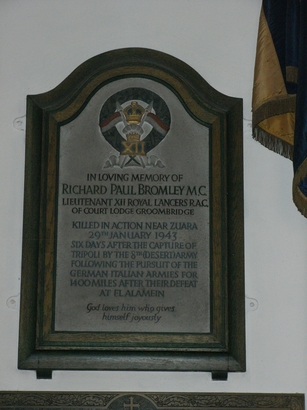 XII
IN LOVING MEMORY OF
RICHARD PAUL BROMLEY M.C.
LIEUTENANT XII ROYAL LANCERS R.A.C.
OF COURT LODGE GROOMBRIDGE
KILLED IN ACTION NEAR ZUARA
29TH JANUARY 1943
SIX DAYS AFTER THE CAPTURE OF
TRIPOLI BY THE 8TH (DESERT) ARMY
FOLLOWING THE PURSUIT OF THE
GERMAN ITALIAN ARMIES FOR
1400 MILES AFTER THEIR DEFEAT
AT EL ALAMEIN
God loves him who gives
himself joyously